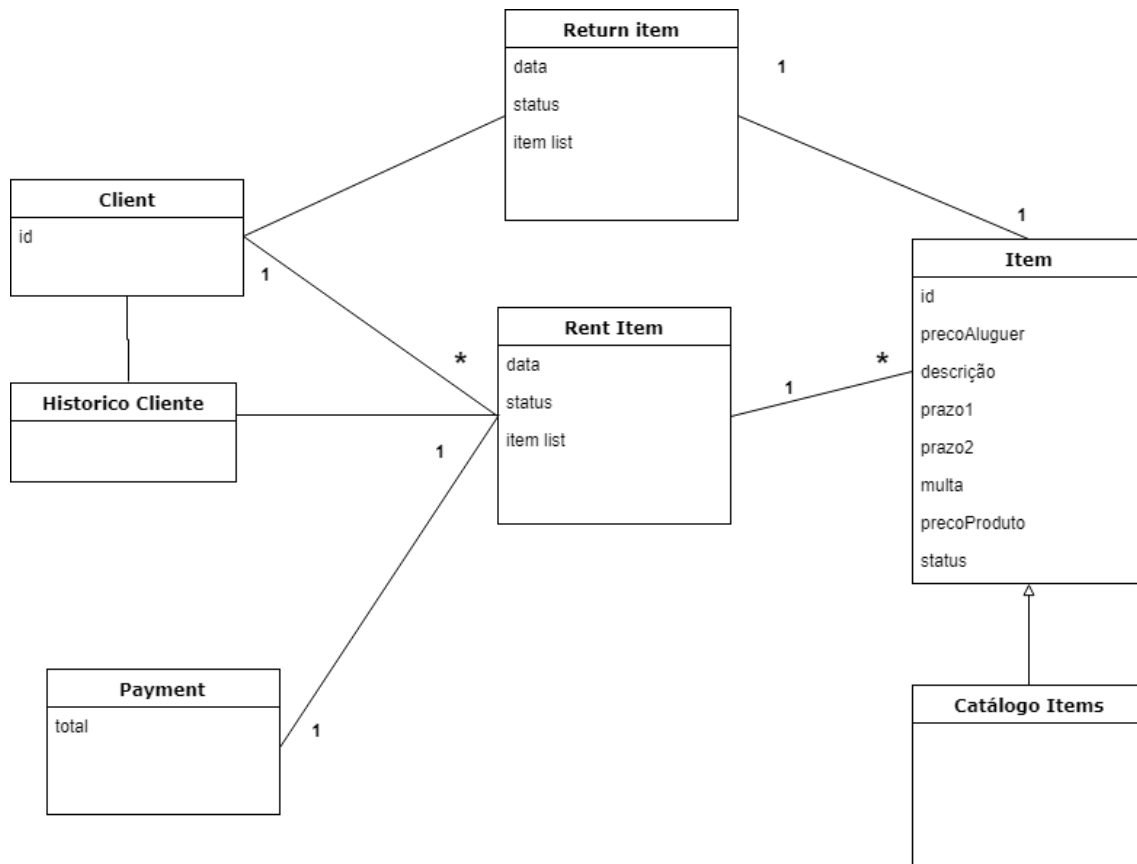 Return item
data
status
item list
1
1
Client
id
1
*
Historico Cliente
1
Rent Item
data
status
item list
1
*
Item
id
precoAluguer
descrição
prazo1
prazo2
multa
precoProduto
status
Payment
total
1
Catálogo Items